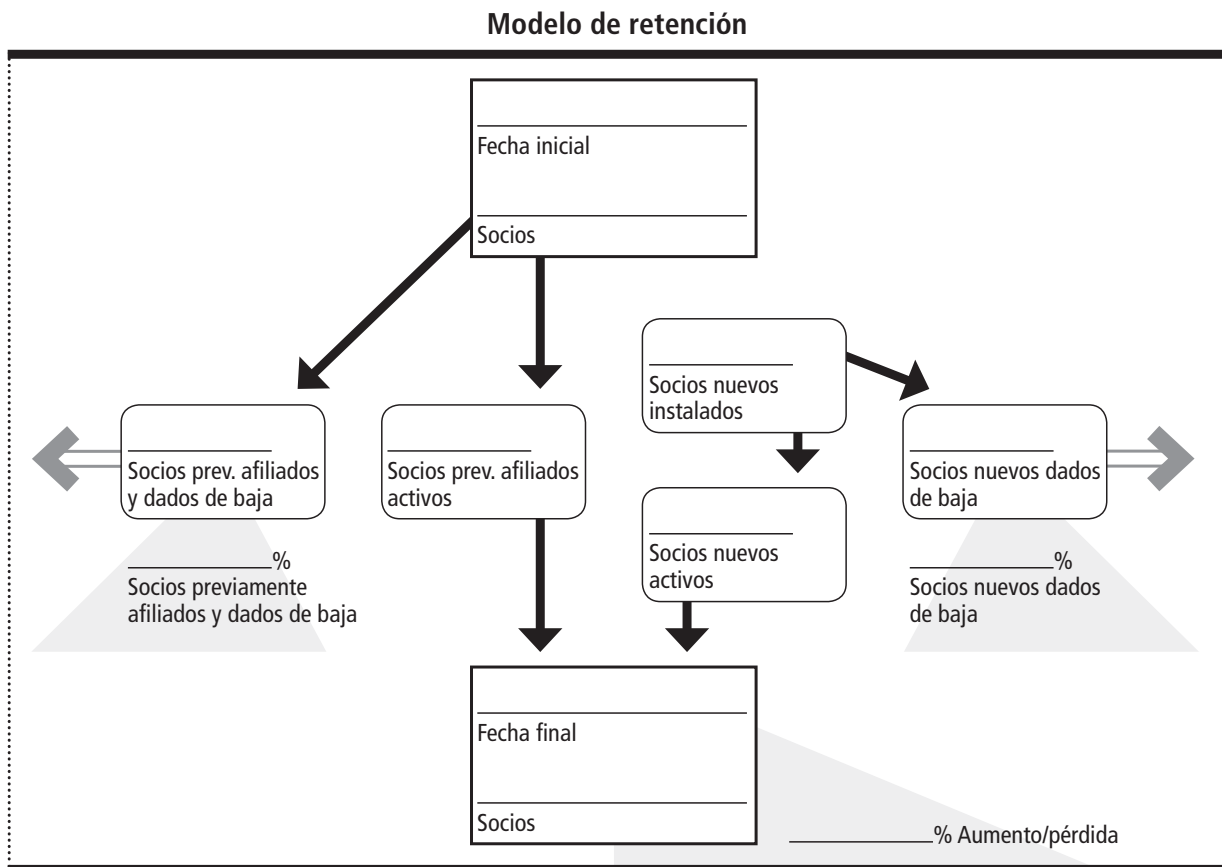 Modelo de retención
Fecha inicial
Socios
Socios nuevos
instalados
Socios prev. afiliados
y dados de baja
Socios prev. afiliados
activos
Socios nuevos dados
de baja
Socios nuevos
activos
%
Socios previamente
afiliados y dados de baja
%
Socios nuevos dados
de baja
Fecha final
Socios
% Aumento/pérdida